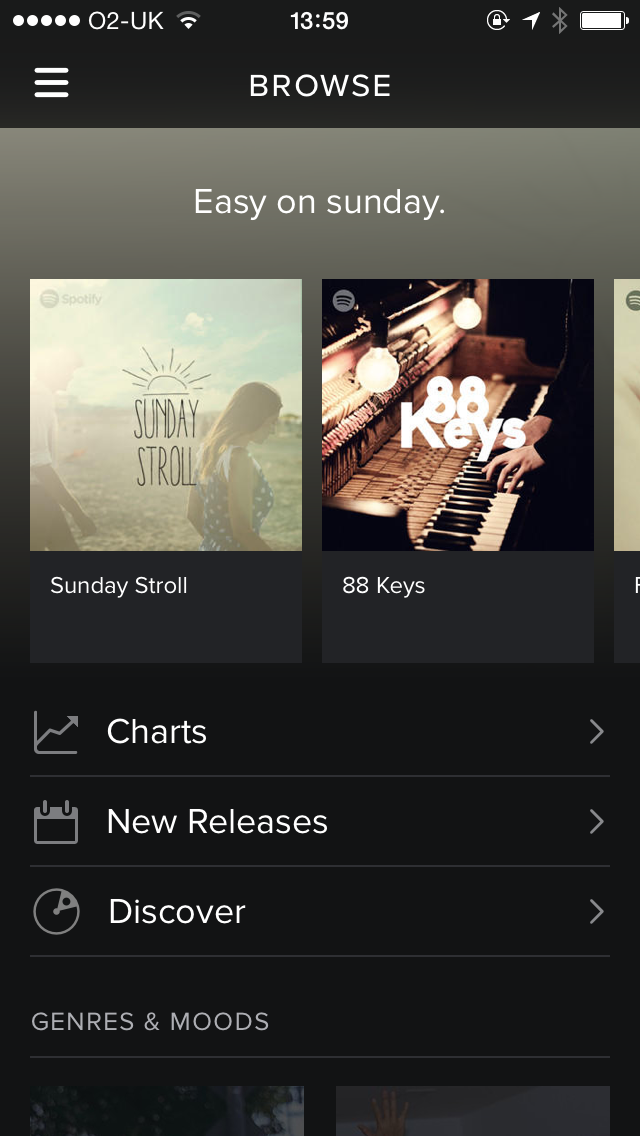 O2-UK 13:59
BROWSE
Easy on sunday.
Spotify
SUNDAY
STROLL
88
Keys
Sunday Stroll
88 Keys
Charts
New Releases
Discover
GENRES & MOODS